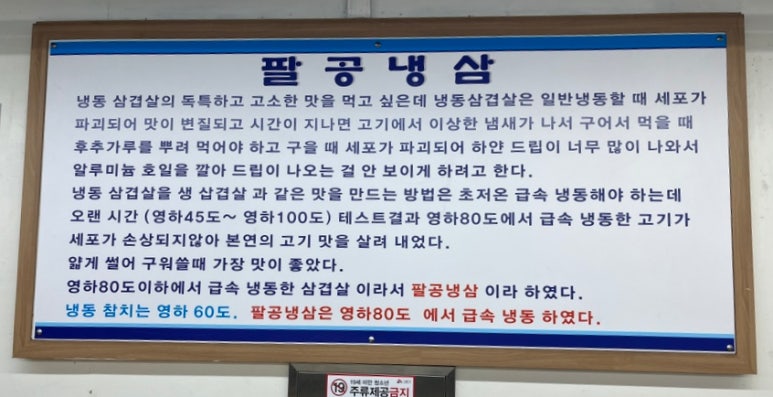 팔공냉삼
냉동 삼겹살의 독특하고 고소한 맛을 먹고 싶은데 냉동삼겹살은 일반냉동할 때 세포가
파괴되어 맛이 변질되고 시간이 지나면 고기에서 이상한 냄새가 나서 구어서 먹을 때
후추가루를 뿌려 먹어야 하고 구을 때 세포가 파괴되어 하얀 드립이 너무 많이 나와서
알루미늄 호일을 깔아 드립이 나오는 걸 안 보이게 하려고 한다.
냉동 삼겹살을 생 삽겹살 과 같은 맛을 만드는 방법은 초저온 급속 냉동해야 하는데
오랜 시간 (영하45도~ 영하100도) 테스트결과 영하80도에서 급속 냉동한 고기가
세포가 손상되지않아 본연의 고기 맛을 살려 내었다.
얇게 썰어 구워쓸때 가장 맛이 좋았다.
영하80도이하에서 급속 냉동한 삼겹살 이라서 팔공냉삼 이라 하였다.
냉동 참치는 영하 60도. 팔공냉삼은 영하80도 에서 급속 냉동 하였다.
19세 미만 청소년
19 주류제공금지